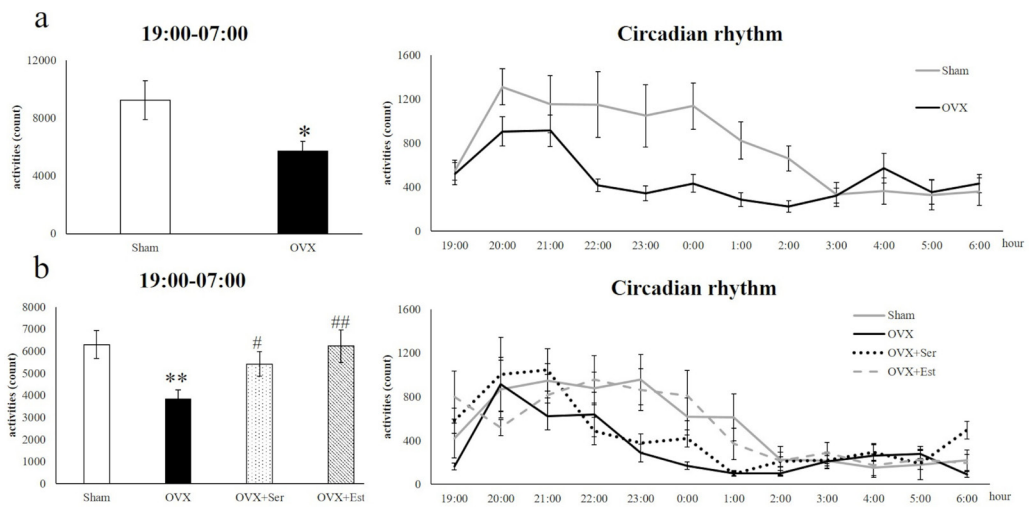 a
19:00-07:00
activities (count)
12000
8000
4000
0
*
Sham
OVX
Circadian rhythm
activities (count)
1600
1200
800
400
0
Sham
OVX
19:00 20:00 21:00 22:00 23:00 0:00 1:00 2:00 3:00 4:00 5:00 6:00 hour
b
19:00-07:00
activities (count)
8000
7000
6000
5000
4000
3000
2000
1000
0
**
#
##
Sham OVX OVX+Ser OVX+Est
Circadian rhythm
activities (count)
1600
1200
800
400
0
Sham
OVX
OVX+Ser
OVX+Est
19:00 20:00 21:00 22:00 23:00 0:00 1:00 2:00 3:00 4:00 5:00 6:00 hour